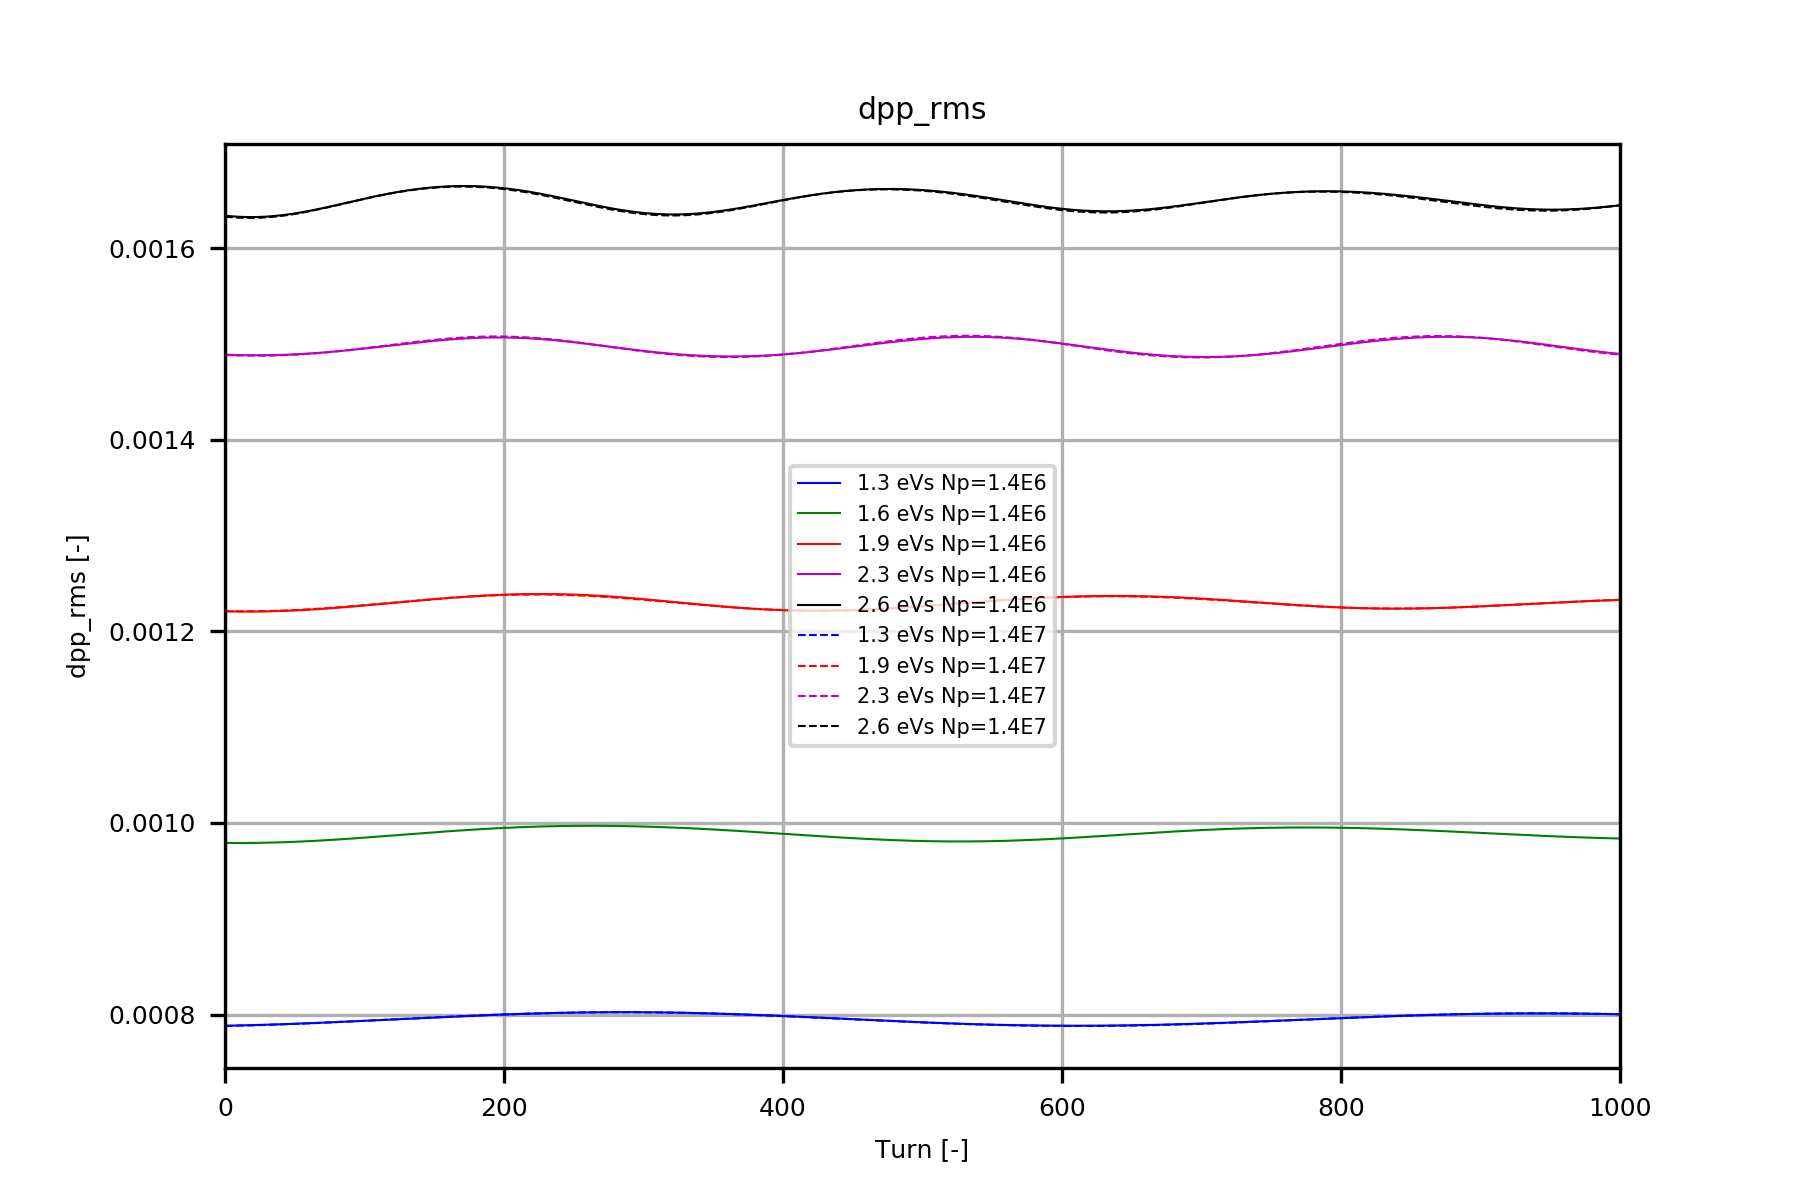 dpp_rms
dpp_rms [-]
0.0016
0.0014
0.0012
0.0010
0.0008
1.3 eVs Np=1.4E6
1.6 eVs Np=1.4E6
1.9 eVs Np=1.4E6
2.3 eVs Np=1.4E6
2.6 eVs Np=1.4E6
1.3 eVs Np=1.4E7
1.9 eVs Np=1.4E7
2.3 eVs Np=1.4E7
2.6 eVs Np=1.4E7
0 200 400 600 800 1000
Turn [-]